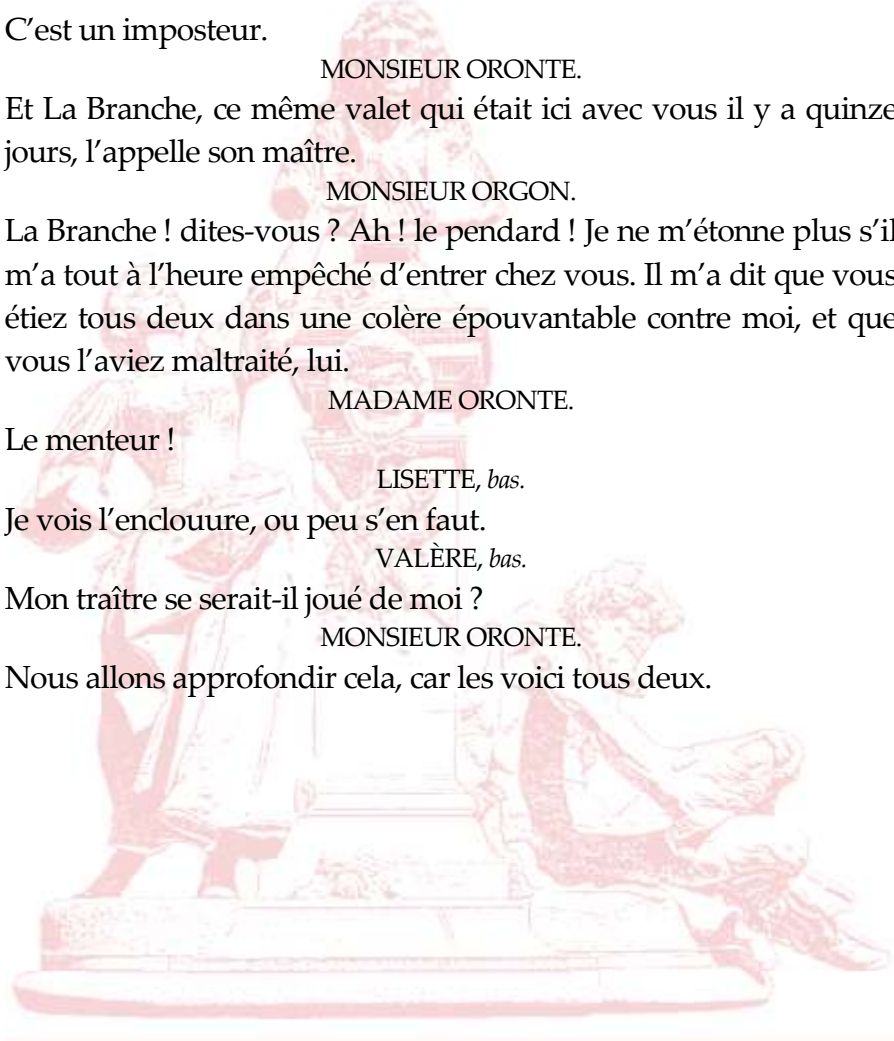 C’est un imposteur.
MONSIEUR ORONTE.
Et La Branche, ce même valet qui était ici avec vous il y a quinze
jours, l’appelle son maître.
MONSIEUR ORGON.
La Branche ! dites-vous ? Ah ! le pendard ! Je ne m’étonne plus s’il
m’a tout à l’heure empêché d’entrer chez vous. Il m’a dit que vous
étiez tous deux dans une colère épouvantable contre moi, et que
vous l’aviez maltraité, lui.
MADAME ORONTE.
Le menteur !
LISETTE, bas.
Je vois l’enclouure, ou peu s’en faut.
VALÈRE, bas.
Mon traître se serait-il joué de moi ?
MONSIEUR ORONTE.
Nous allons approfondir cela, car les voici tous deux.